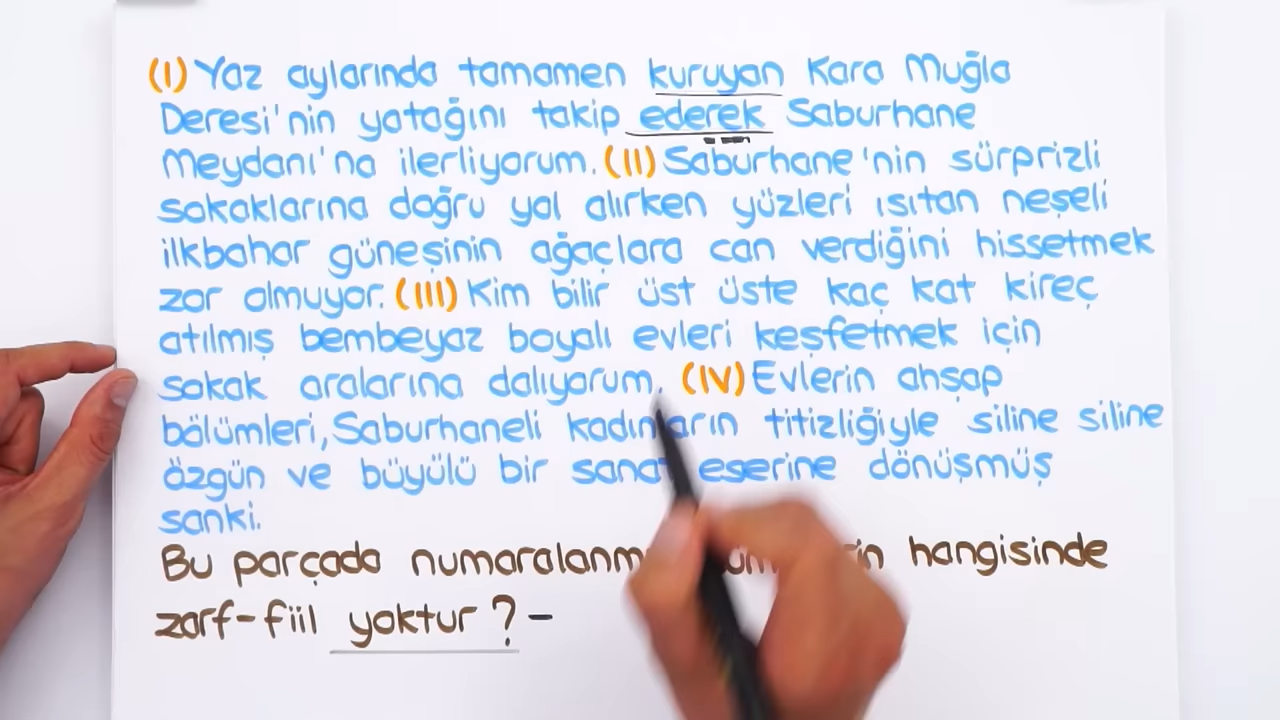 (I) Yaz aylarında tamamen kuruyan Kara Muğla
Deresi'nin yatağını takip ederek Saburhane
Meydanı'na ilerliyorum. (II) Saburhane'nin sürprizli
sokaklarına doğru yol alırken yüzleri ısıtan neşeli
ilkbahar güneşinin ağaçlara can verdiğini hissetmek
zor olmuyor. (III) Kim bilir üst üste kaç kat kireç
atılmış bembeyaz boyalı evleri keşfetmek için
sokak aralarına dalıyorum. (IV) Evlerin ahşap
bölümleri, Saburhaneli kadınların titizliğiyle siline siline
özgün ve büyülü bir sanat eserine dönüşmüş
sanki.
Bu parçada hangisinde
zarf-fiil yoktur? -